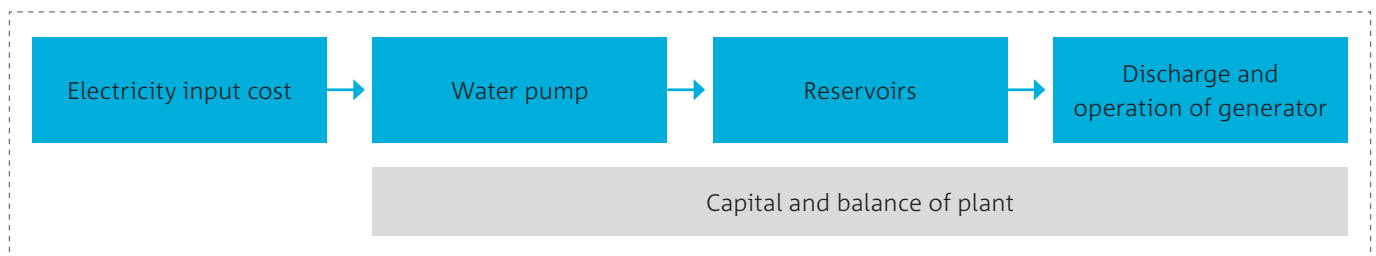 Electricity input cost
Water pump
Reservoirs
Discharge and
operation of generator
Capital and balance of plant